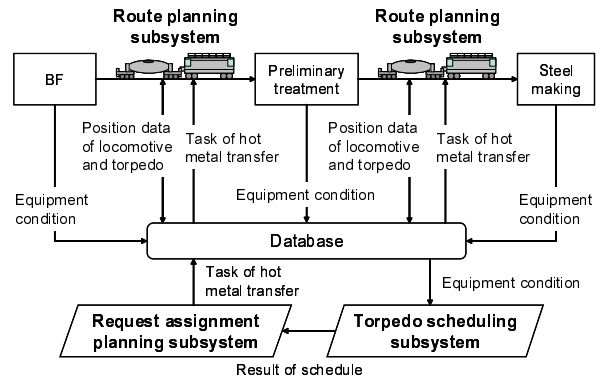 Route planning
subsystem
Route planning
subsystem
BF
Preliminary
treatment
Steel
making
Position data
of locomotive
and torpedo
Task of hot
metal transfer
Position data
of locomotive
and torpedo
Task of hot
metal transfer
Equipment
condition
Equipment condition
Equipment
condition
Database
Task of hot
metal transfer
Equipment condition
Request assignment
planning subsystem
Torpedo scheduling
subsystem
Result of schedule